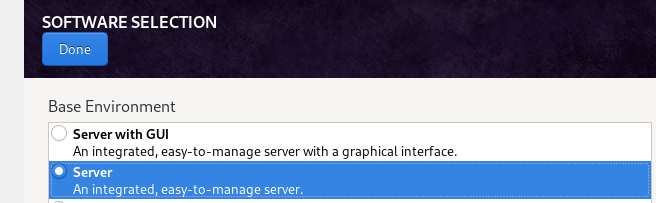 SOFTWARE SELECTION
Done
Base Environment
Server with GUI
An integrated, easy-to-manage server with a graphical interface.
Server
An integrated, easy-to-manage server.